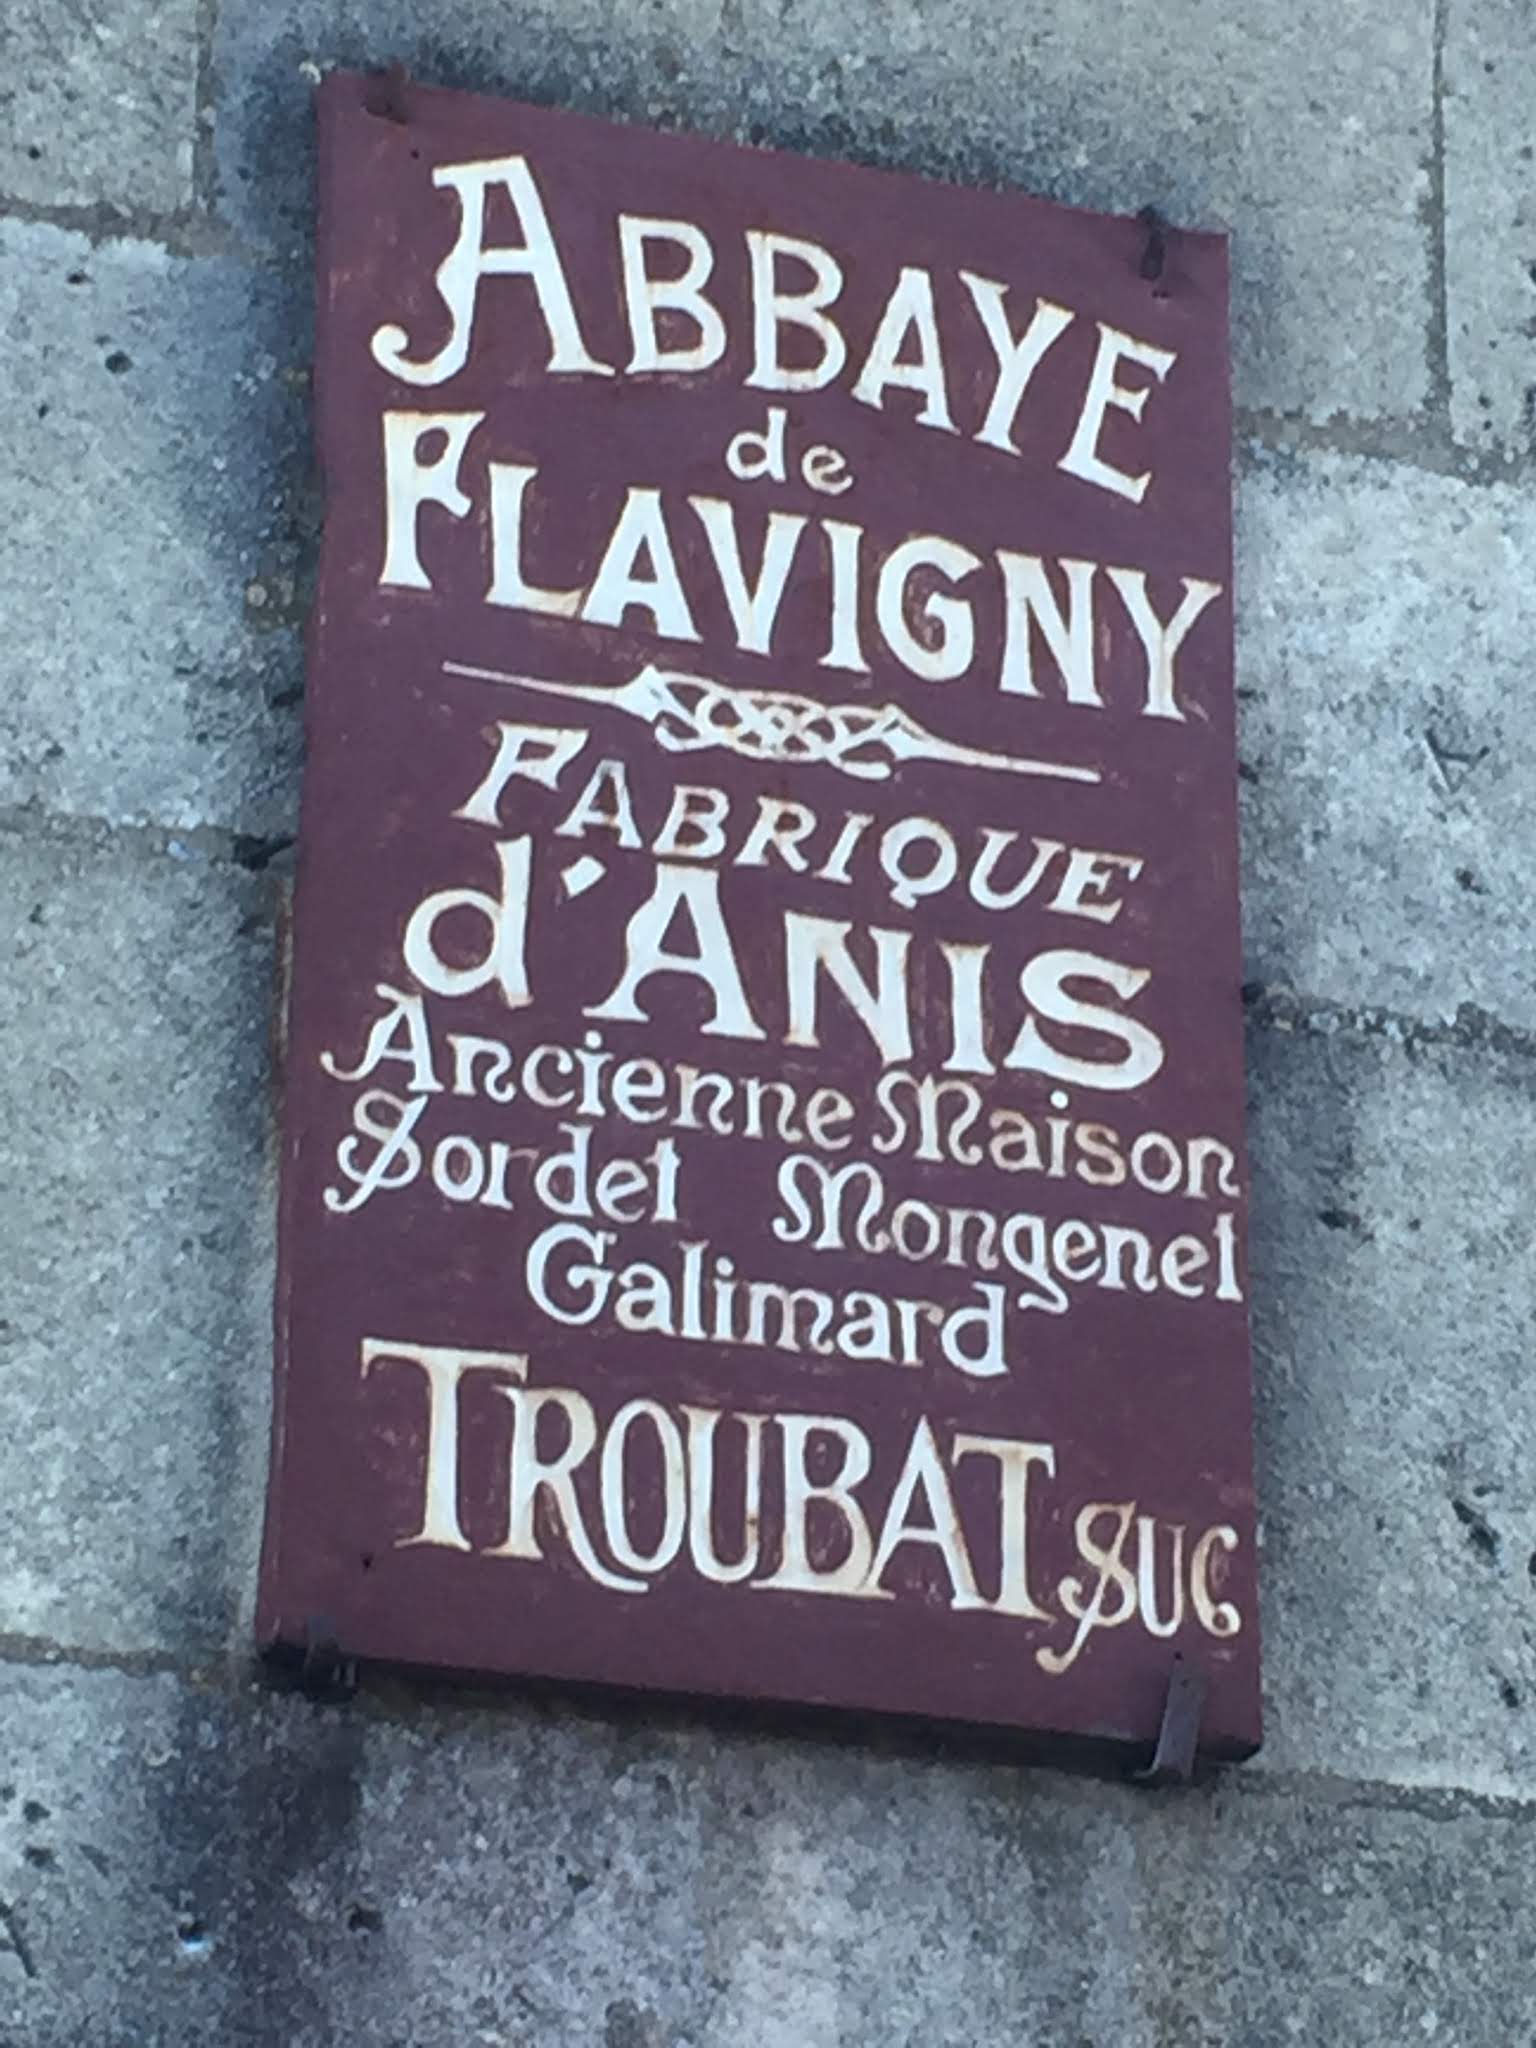 ABBAYE
de
FLAVIGNY
FABRIQUE
d'ANIS
Ancienne Maison
Sordet Mongenet
Galimard
TROUBAT SUC